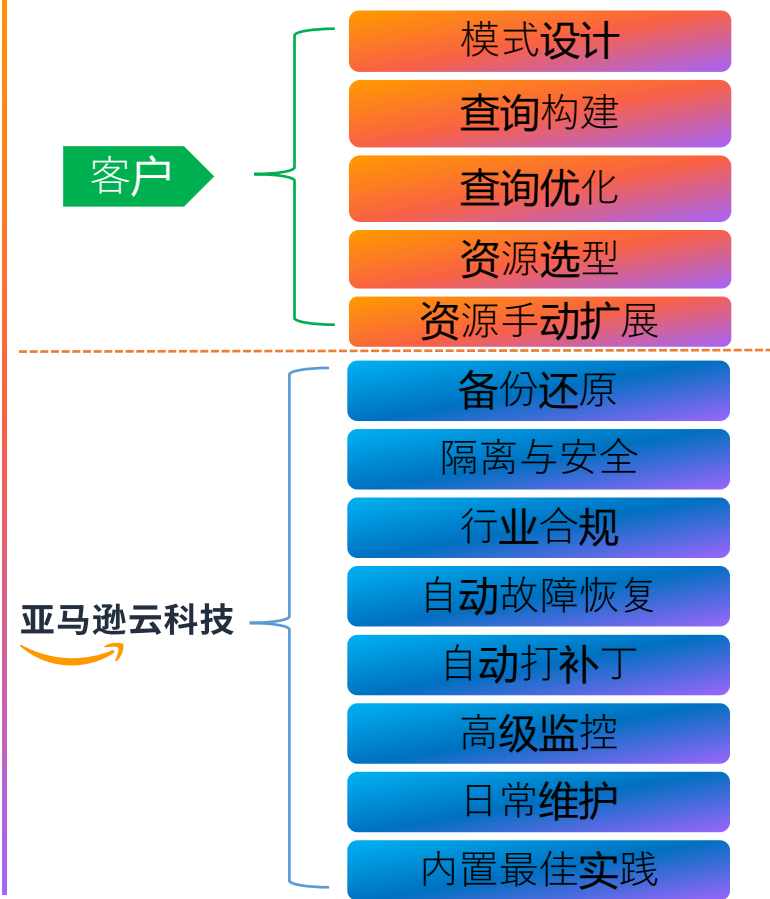 模式设计
查询构建
客户
查询优化
资源选型
资源手动扩展
备份还原
隔离与安全
行业合规
自动故障恢复
亚马逊云科技
自动打补丁
高级监控
日常维护
内置最佳实践